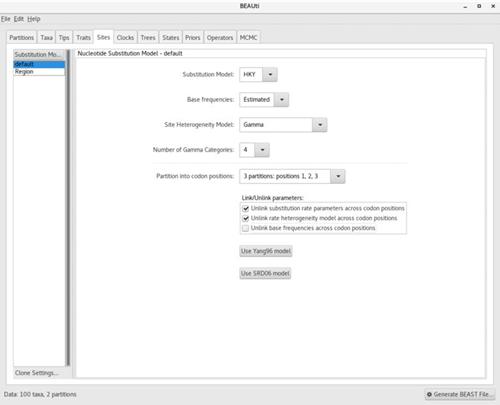 BEAUti
File Edit Help
Partitions Taxa Tips Traits Sites Clocks Trees States Priors Operators MCMC
Substitution Mo...
default
Region
Nucleotide Substitution Model - default
Substitution Model: HKY
Base frequencies: Estimated
Site Heterogeneity Model: Gamma
Number of Gamma Categories: 4
Partition into codon positions: 3 partitions: positions 1, 2, 3
Link/Unlink parameters:
Unlink substitution rate parameters across codon positions
Unlink rate heterogeneity model across codon positions
Unlink base frequencies across codon positions
Use Yang96 model
Use SRD06 model
Clone Settings...
Data: 100 taxa, 2 partitions
Generate BEAST File...